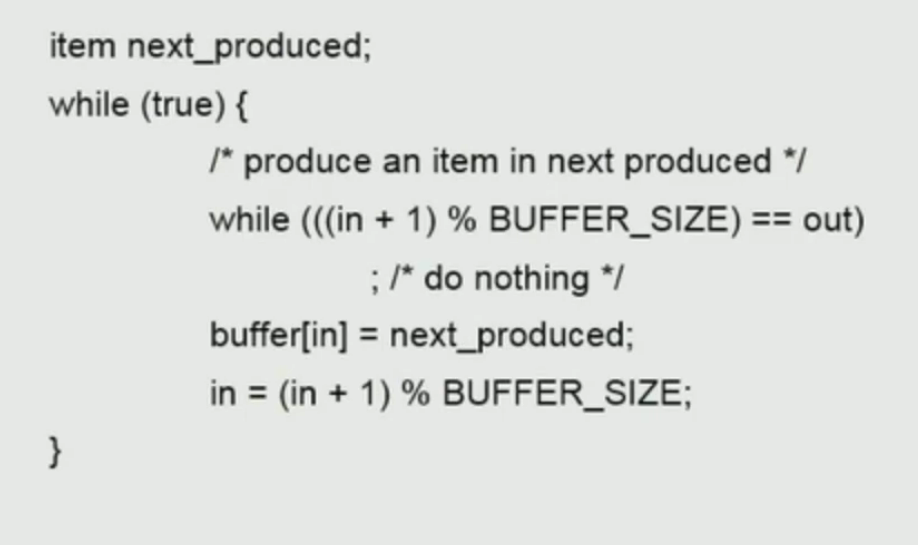 item next_produced;
while (true) {
/* produce an item in next produced */
while (((in + 1) % BUFFER_SIZE) == out)
; /* do nothing */
buffer[in] = next_produced;
in = (in + 1) % BUFFER_SIZE;
}